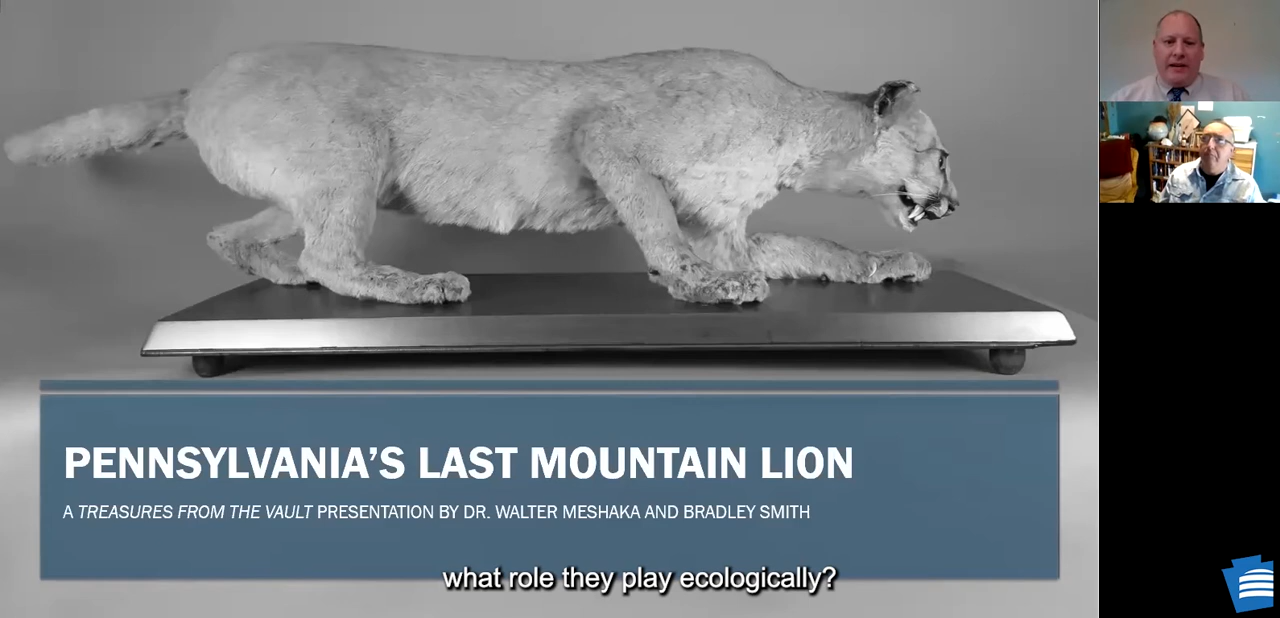 PENNSYLVANIA'S LAST MOUNTAIN LION
A TREASURES FROM THE VAULT PRESENTATION BY DR. WALTER MESHAKA AND BRADLEY SMITH
what role they play ecologically?